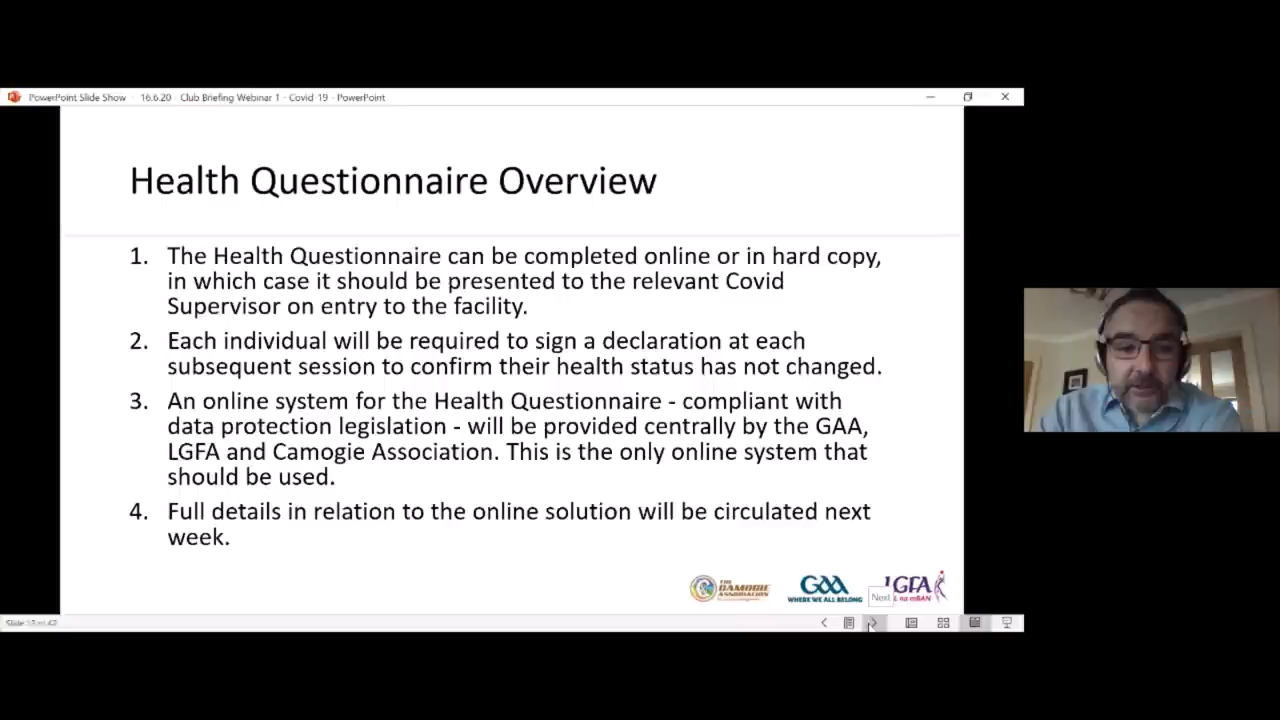 PowerPoint Slide Show - 16.6.20 Club Briefing Webinar 1 - Covid-19 - PowerPoint
Health Questionnaire Overview
1. The Health Questionnaire can be completed online or in hard copy,
in which case it should be presented to the relevant Covid
Supervisor on entry to the facility.
2. Each individual will be required to sign a declaration at each
subsequent session to confirm their health status has not changed.
3. An online system for the Health Questionnaire - compliant with
data protection legislation - will be provided centrally by the GAA,
LGFA and Camogie Association. This is the only online system that
should be used.
4. Full details in relation to the online solution will be circulated next
week.
THE
CAMOGIE
ASSOCIATION
GAA
WHERE WE ALL BELONG
LGFA
na mBAN
Next